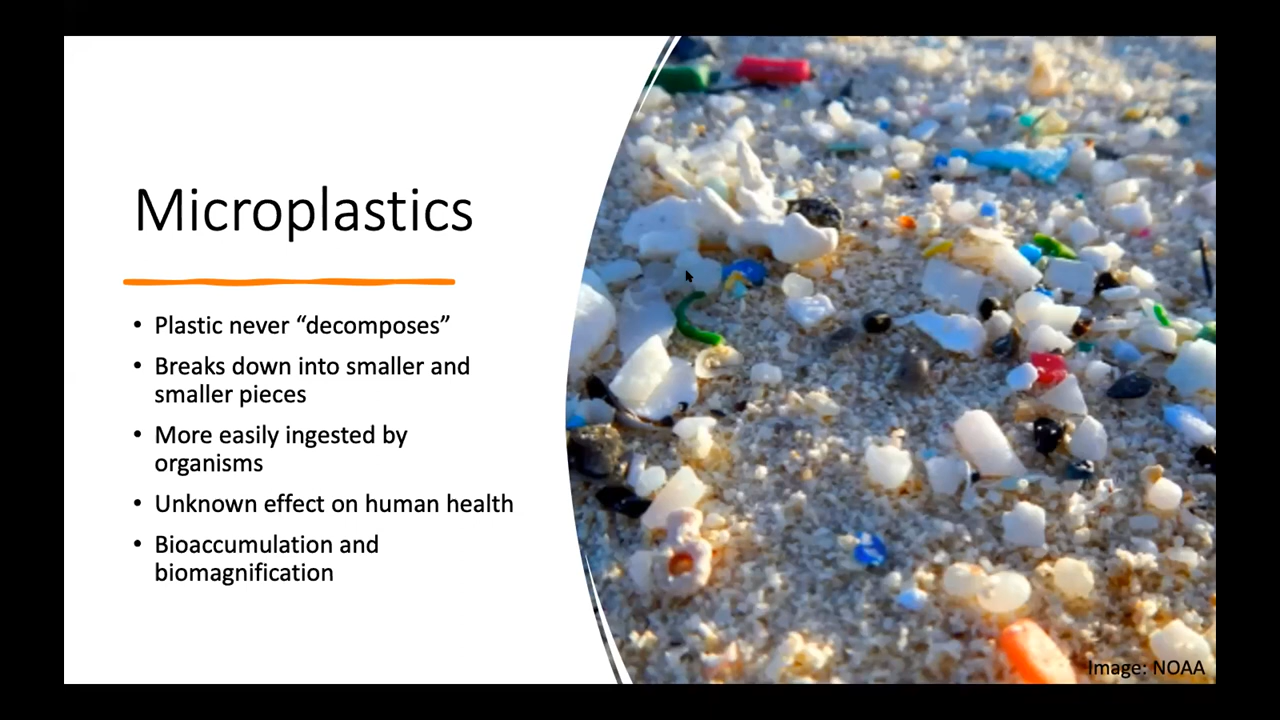 Microplastics
• Plastic never “decomposes”
• Breaks down into smaller and
smaller pieces
• More easily ingested by
organisms
• Unknown effect on human health
• Bioaccumulation and
biomagnification
Image: NOAA